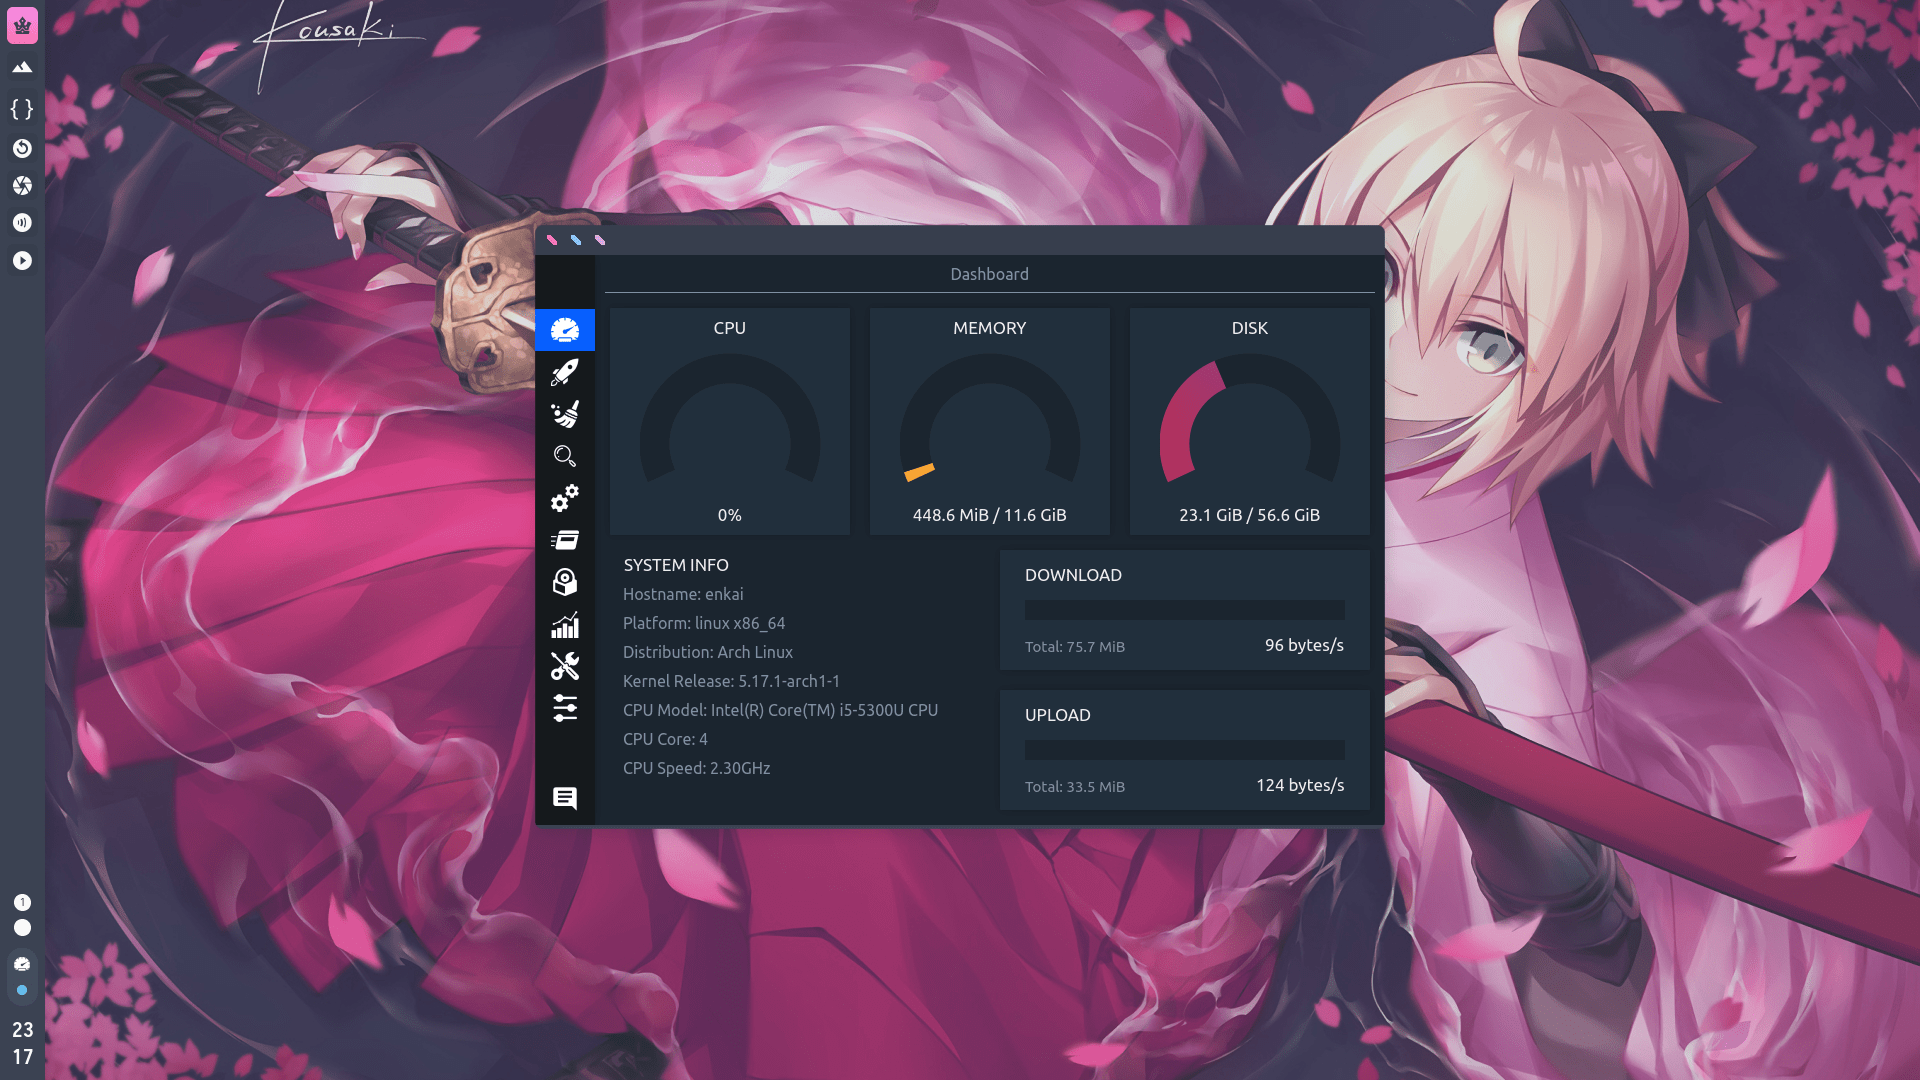 Kousaki
Dashboard
CPU
0%
MEMORY
448.6 MiB / 11.6 GiB
DISK
23.1 GiB / 56.6 GiB
SYSTEM INFO
Hostname: enkai
Platform: linux x86_64
Distribution: Arch Linux
Kernel Release: 5.17.1-arch1-1
CPU Model: Intel(R) Core(TM) i5-5300U CPU
CPU Core: 4
CPU Speed: 2.30GHz
DOWNLOAD
Total: 75.7 MiB
96 bytes/s
UPLOAD
Total: 33.5 MiB
124 bytes/s
1
23
17